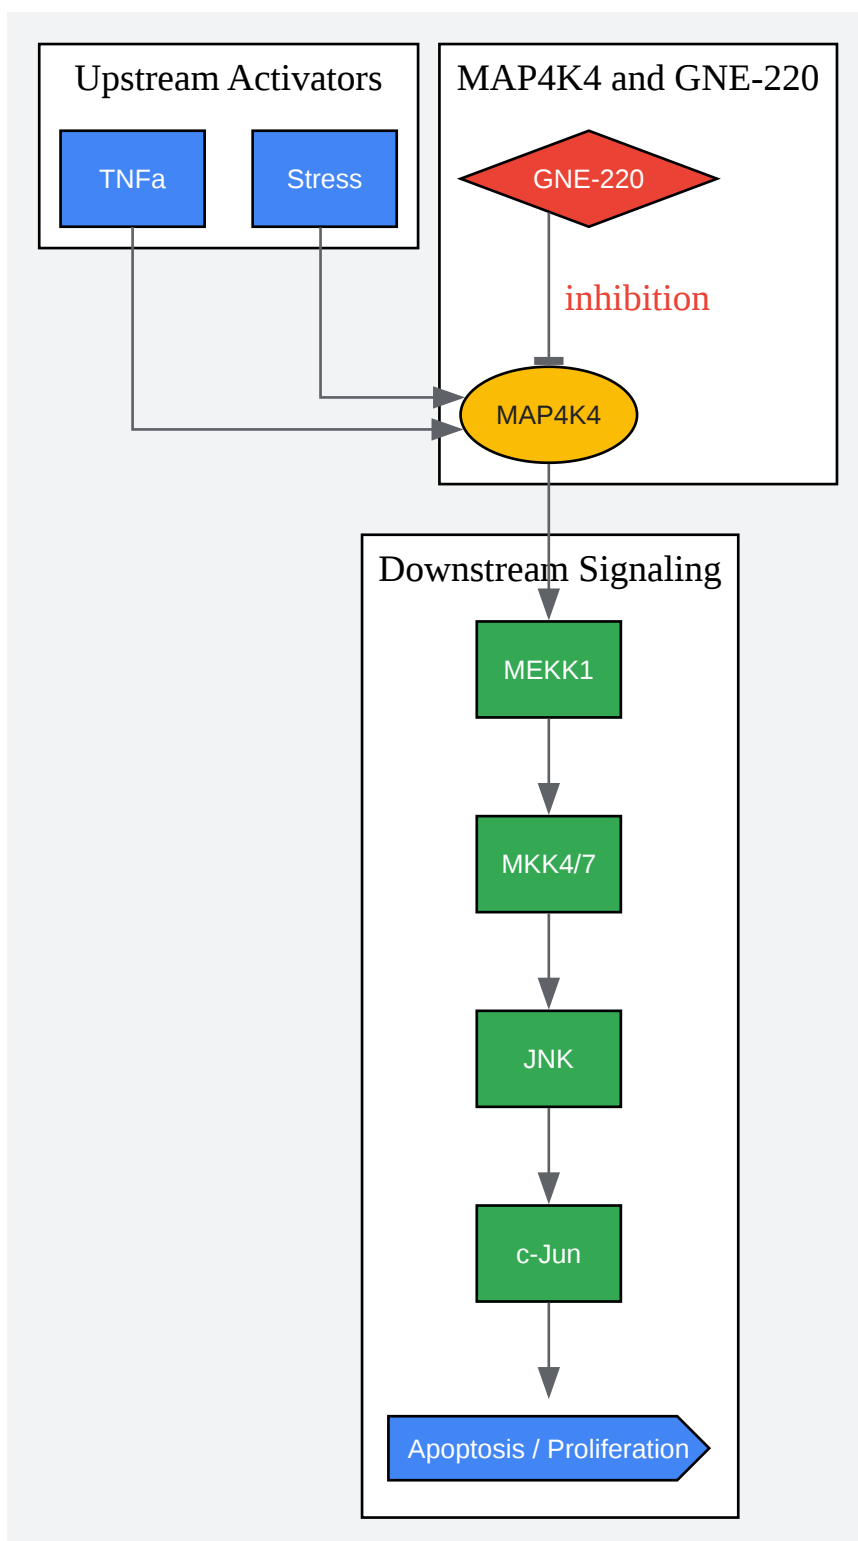 Upstream Activators
MAP4K4 and GNE-220
TNFa
Stress
GNE-220
inhibition
MAP4K4
Downstream Signaling
MEKK1
MKK4/7
JNK
c-Jun
Apoptosis / Proliferation